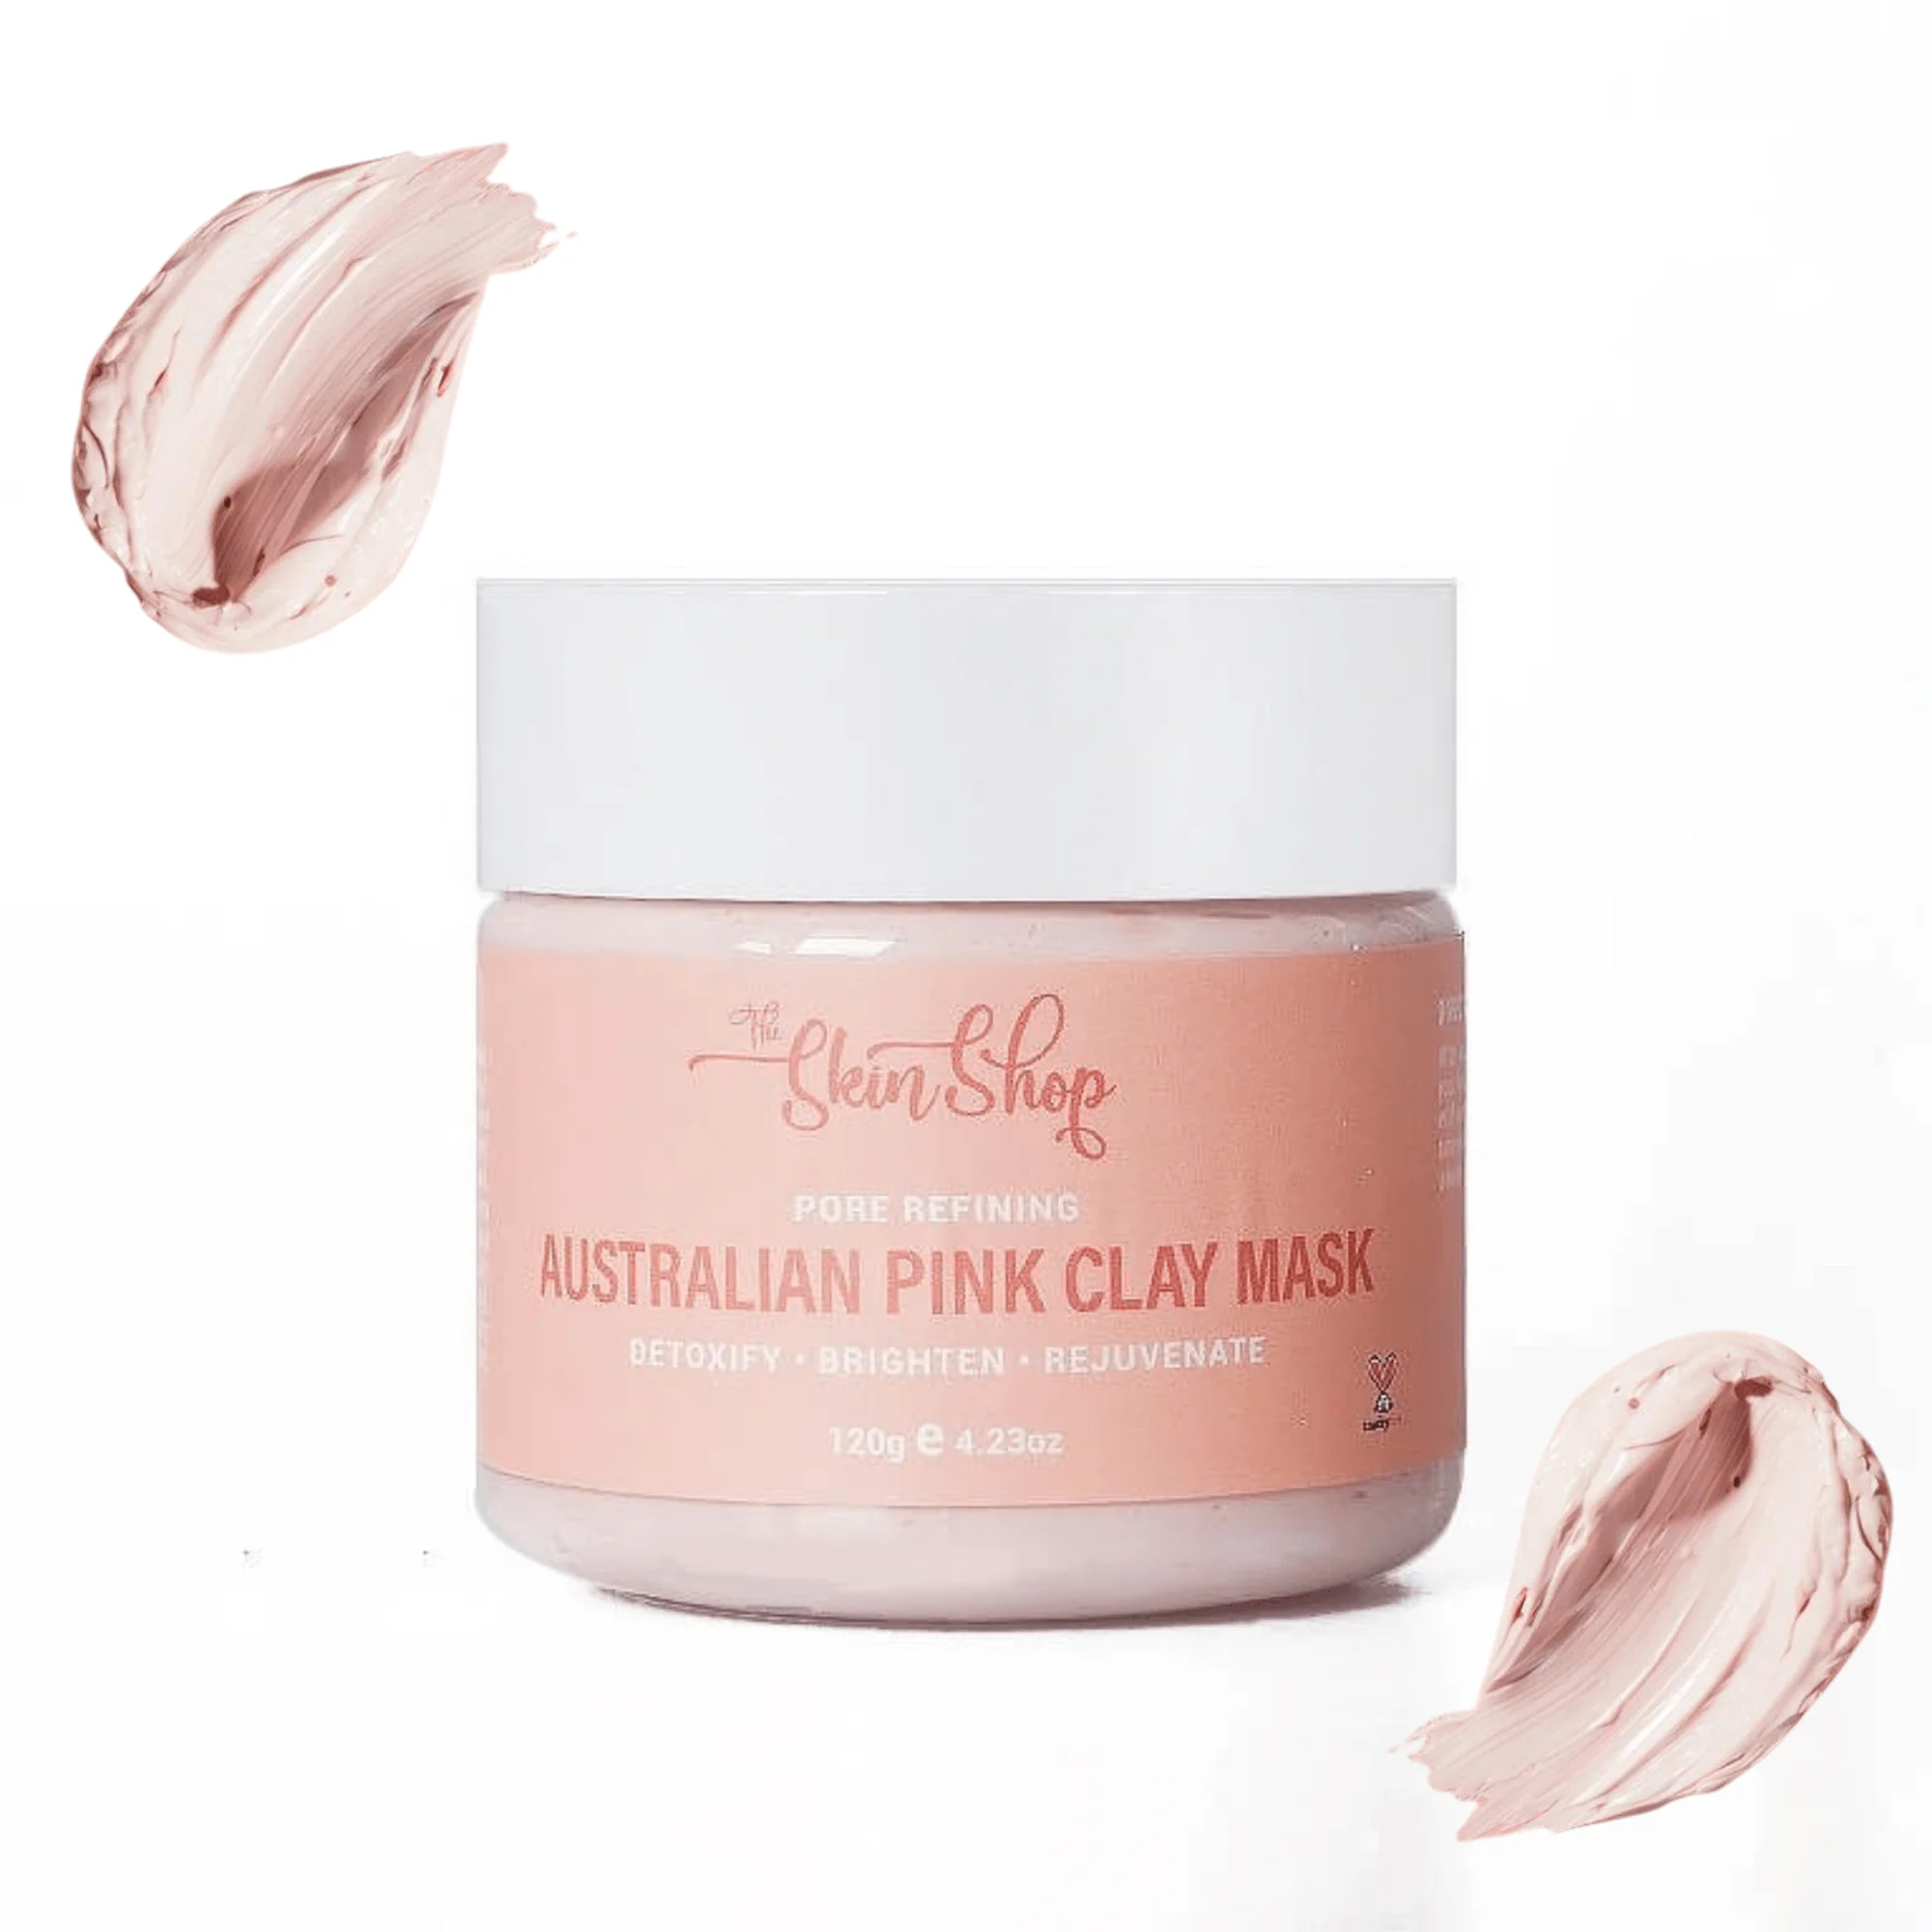 The Skin Shop
PORE REFINING
AUSTRALIAN PINK CLAY MASK
DETOXIFY • BRIGHTEN • REJUVENATE
120g e 4.23oz